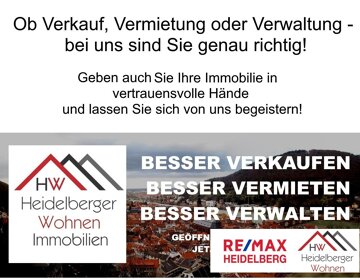 Ob Verkauf, Vermietung oder Verwaltung -
bei uns sind Sie genau richtig!
Geben auch Sie Ihre Immobilie in
vertrauensvolle Hände
und lassen Sie sich von uns begeistern!
HW
Heidelberger
Wohnen
Immobilien
BESSER VERKAUFEN
BESSER VERMIETEN
BESSER VERWALTEN
GEÖFFN
JET
RE/MAX
HEIDELBERG
HW
Heidelberger
Wohnen